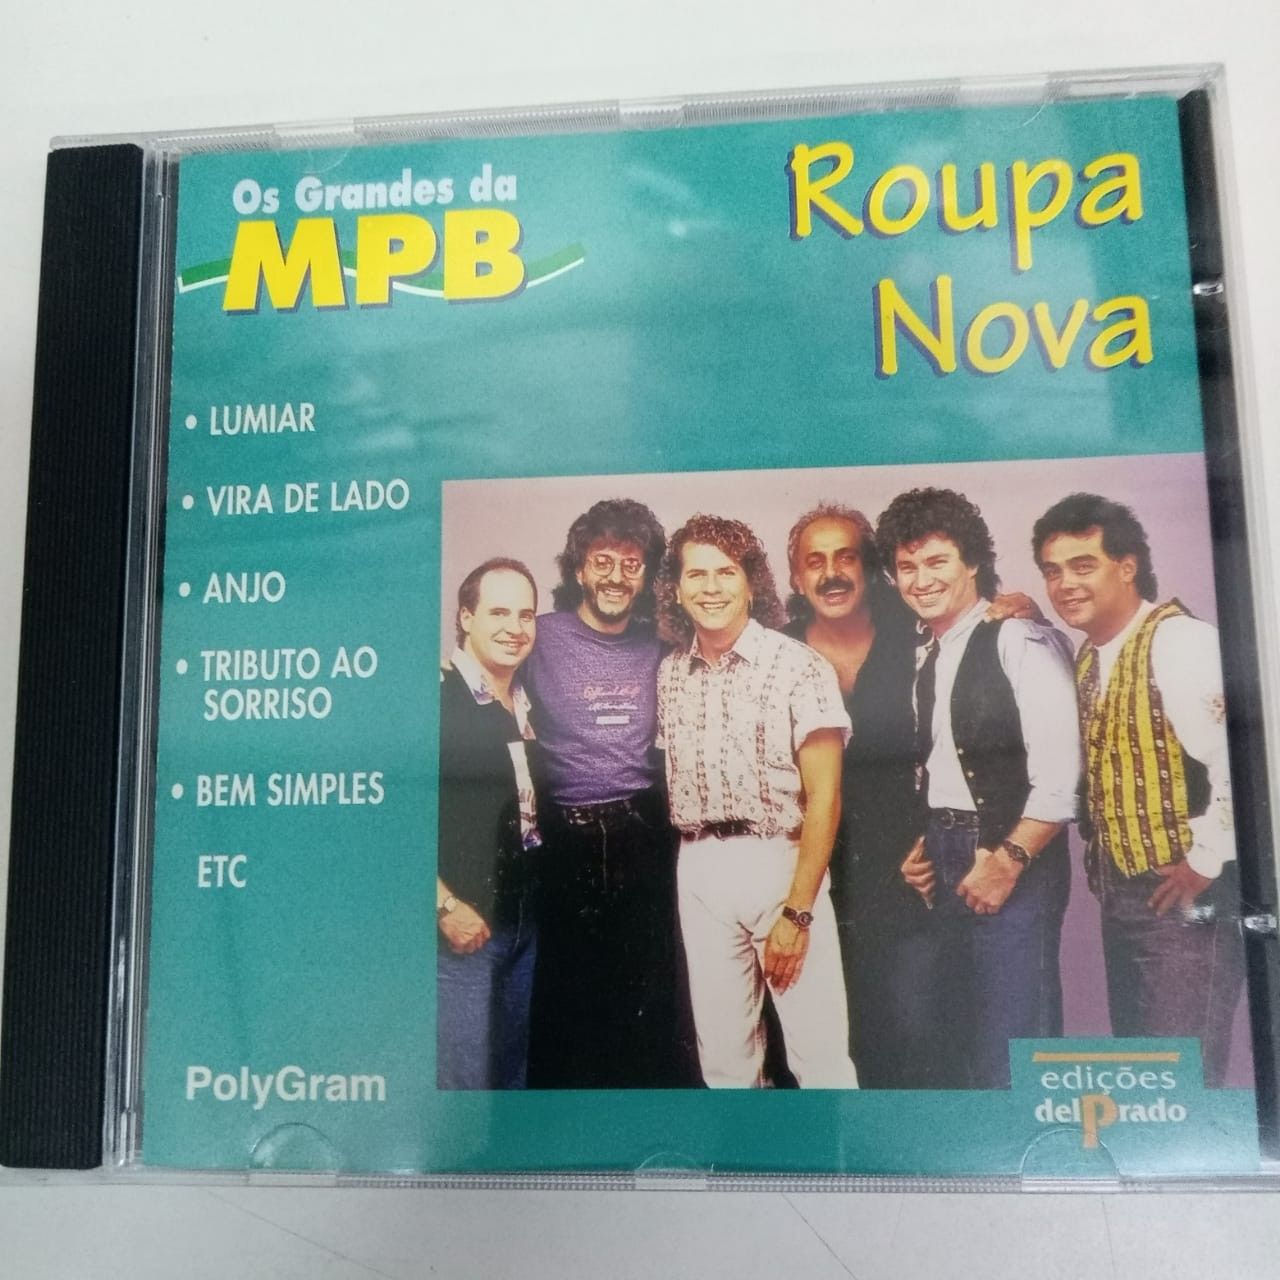 Os Grandes da
MPB
Roupa
Nova
• LUMIAR
• VIRA DE LADO
• ANJO
• TRIBUTO AO
SORRISO
• BEM SIMPLES
ETC
PolyGram
edições
delPrado